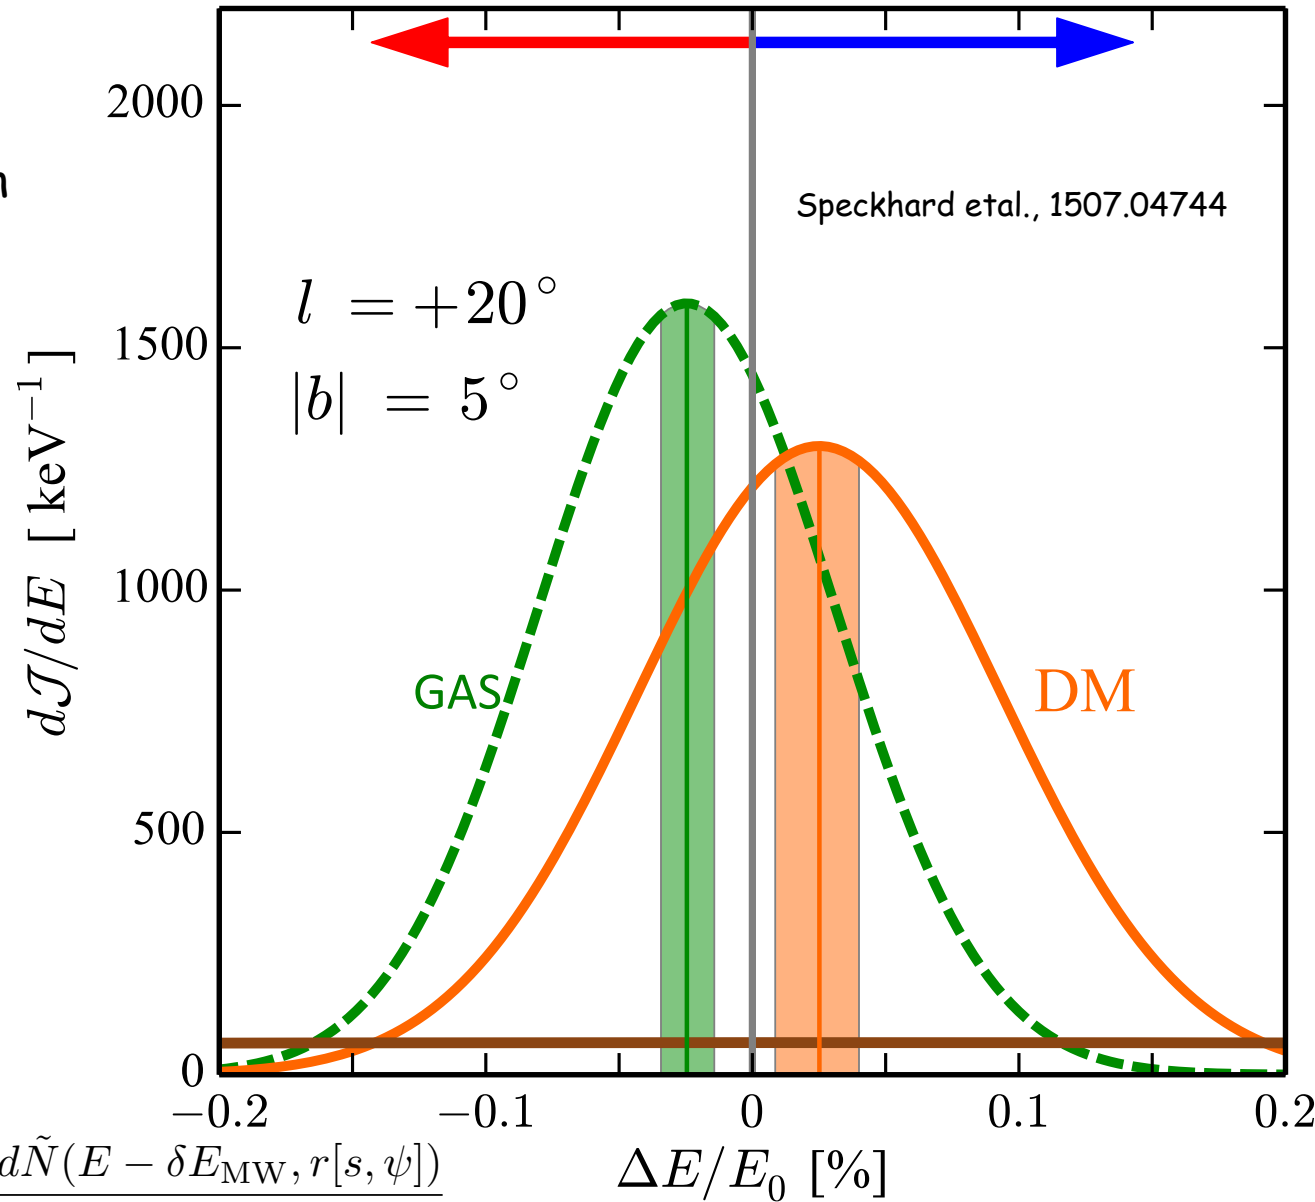 2000
n
Speckhard etal., 1507.04744
l = +20°
1500
|b| = 5°
dJ/dE [keV⁻¹]
1000
GAS
DM
500
0
−0.2 −0.1 0 0.1 0.2
dÑ(E − δE_MW, r[s, ψ])
ΔE/E₀ [%]